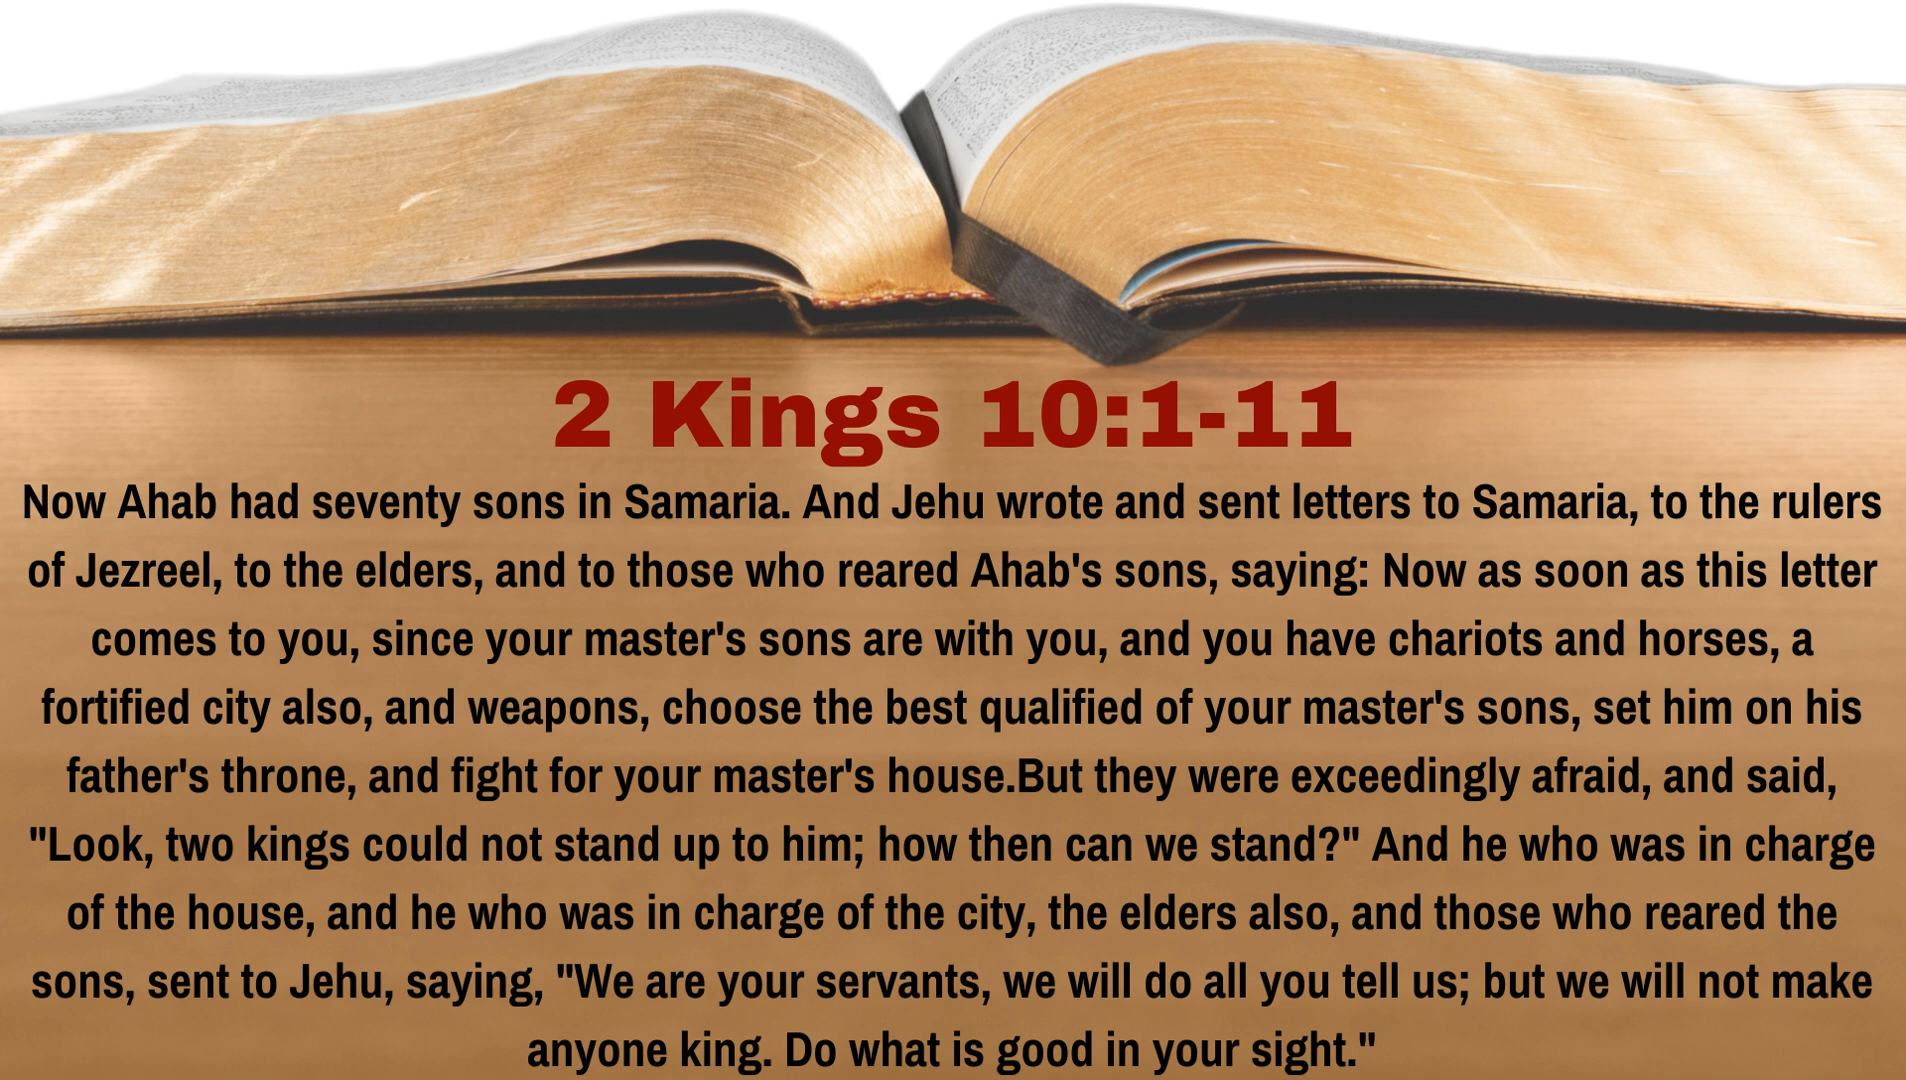 2 Kings 10:1-11
Now Ahab had seventy sons in Samaria. And Jehu wrote and sent letters to Samaria, to the rulers
of Jezreel, to the elders, and to those who reared Ahab's sons, saying: Now as soon as this letter
comes to you, since your master's sons are with you, and you have chariots and horses, a
fortified city also, and weapons, choose the best qualified of your master's sons, set him on his
father's throne, and fight for your master's house.But they were exceedingly afraid, and said,
"Look, two kings could not stand up to him; how then can we stand?" And he who was in charge
of the house, and he who was in charge of the city, the elders also, and those who reared the
sons, sent to Jehu, saying, "We are your servants, we will do all you tell us; but we will not make
anyone king. Do what is good in your sight."